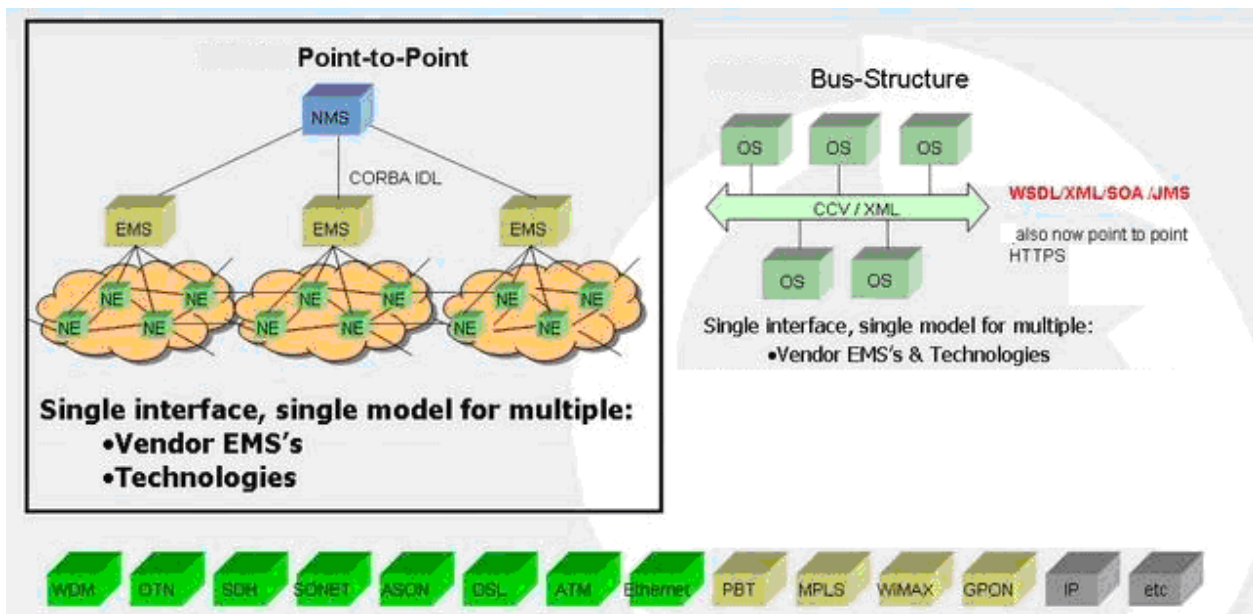 Point-to-Point
NMS
CORBA IDL
EMS EMS EMS
NE NE NE NE NE NE
NE NE NE NE NE NE
Single interface, single model for multiple:
•Vendor EMS's
•Technologies
Bus-Structure
OS OS OS
CCV / XML
OS OS
WSDL/XML/SOA /JMS
also now point to point
HTTPS
Single interface, single model for multiple:
•Vendor EMS's & Technologies
WDM OTN SDH SONET ASON DSL ATM Ethernet PBT MPLS WiMAX GPON IP etc